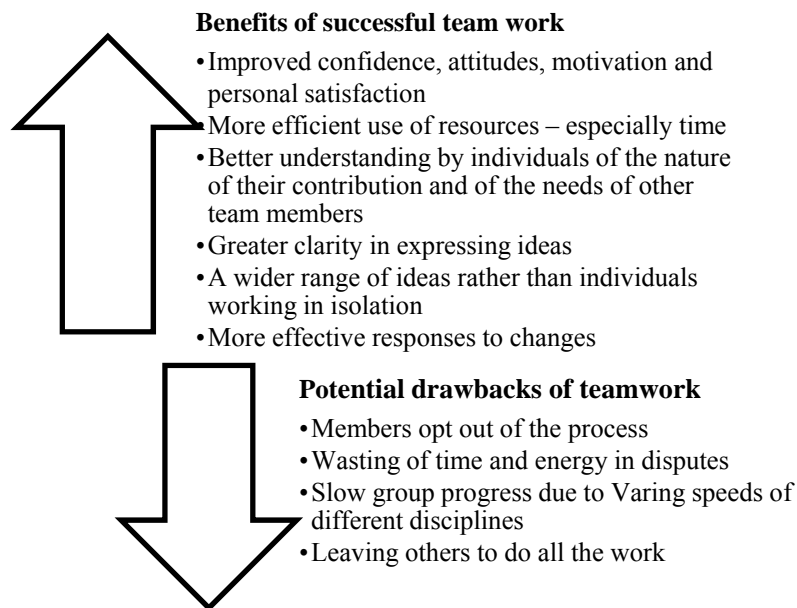 Benefits of successful team work
•Improved confidence, attitudes, motivation and
personal satisfaction
•More efficient use of resources – especially time
•Better understanding by individuals of the nature
of their contribution and of the needs of other
team members
•Greater clarity in expressing ideas
•A wider range of ideas rather than individuals
working in isolation
•More effective responses to changes
Potential drawbacks of teamwork
•Members opt out of the process
•Wasting of time and energy in disputes
•Slow group progress due to Varing speeds of
different disciplines
•Leaving others to do all the work